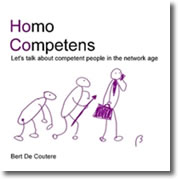 Homo
Competens
Let's talk about competent people in the network age
Bert De Coutere